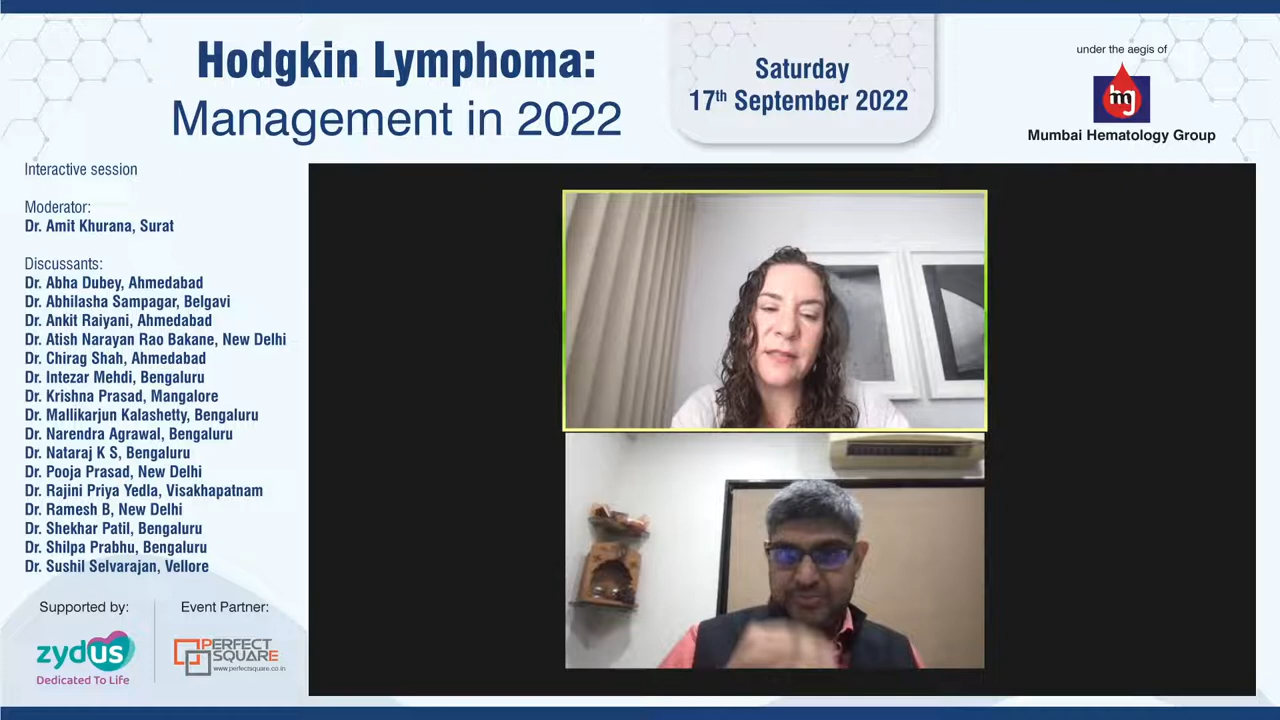 Hodgkin Lymphoma:
Management in 2022
Saturday
17th September 2022
under the aegis of
mg
Mumbai Hematology Group
Interactive session
Moderator:
Dr. Amit Khurana, Surat
Discussants:
Dr. Abha Dubey, Ahmedabad
Dr. Abhilasha Sampagar, Belgavi
Dr. Ankit Raiyani, Ahmedabad
Dr. Atish Narayan Rao Bakane, New Delhi
Dr. Chirag Shah, Ahmedabad
Dr. Intezar Mehdi, Bengaluru
Dr. Krishna Prasad, Mangalore
Dr. Mallikarjun Kalashetty, Bengaluru
Dr. Narendra Agrawal, Bengaluru
Dr. Nataraj K S, Bengaluru
Dr. Pooja Prasad, New Delhi
Dr. Rajini Priya Yedla, Visakhapatnam
Dr. Ramesh B, New Delhi
Dr. Shekhar Patil, Bengaluru
Dr. Shilpa Prabhu, Bengaluru
Dr. Sushil Selvarajan, Vellore
Supported by:
zydus
Dedicated To Life
Event Partner:
PERFECT
SQUARE
www.perfectsquare.co.in